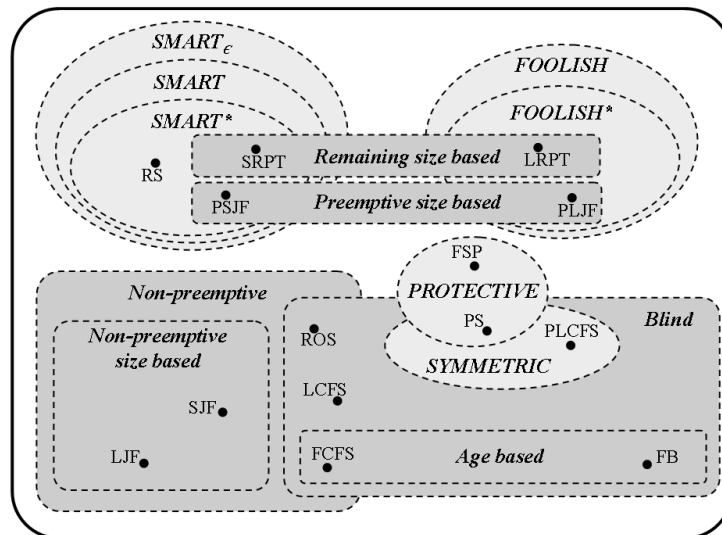 SMARTϵ
SMART
SMART*
RS
SRPT
Remaining size based
LRPT
PSJF
Preemptive size based
PLJF
FOOLISH
FOOLISH*
FSP
PROTECTIVE
PS
PLCFS
SYMMETRIC
Blind
Non-preemptive
Non-preemptive
size based
SJF
LJF
ROS
LCFS
FCFS
Age based
FB